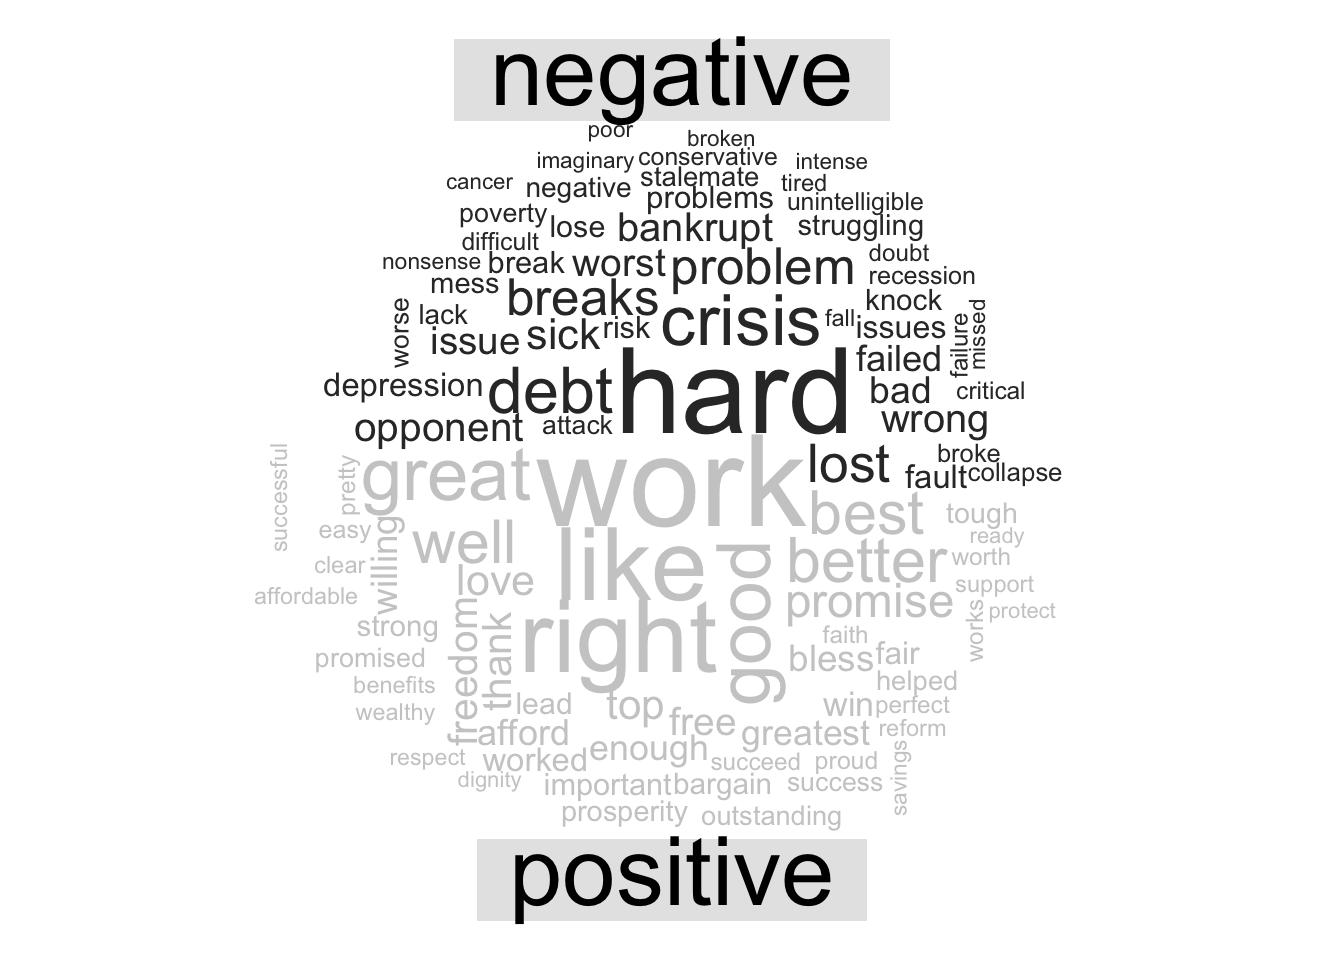 negative
poor
broken
imaginary conservative intense
cancer negative stalemate tired
problems unintelligible
poverty lose bankrupt struggling
difficult
nonsense break worst problem doubt
recession
mess breaks crisis knock
worse lack issue sick risk fall issues failure missed
depression debt hard failed
bad critical
opponent attack wrong
lost broke
fault collapse
successful pretty great work best tough
easy willing well like good better ready
clear love worth
affordable promise support
strong freedom thank right faith works protect
promised bless fair
benefits helped
wealthy lead top win perfect
afford free greatest reform
respect worked enough succeed proud savings
dignity important bargain success
prosperity outstanding
positive